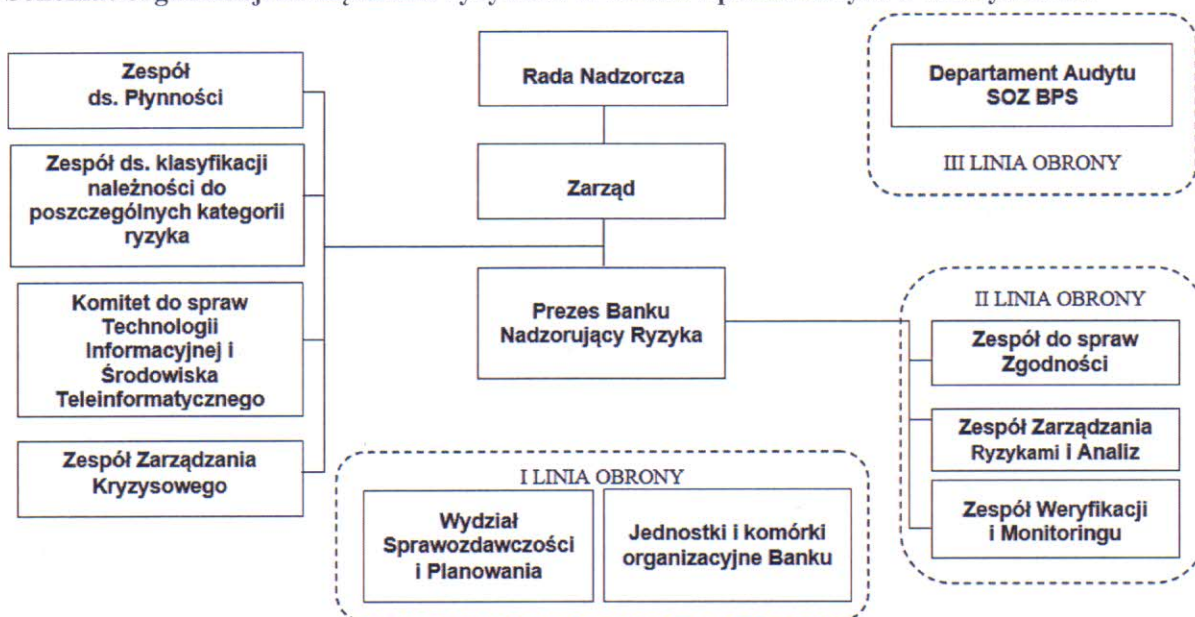 Zespół
ds. Płynności
Zespół ds. klasyfikacji
należności do
poszczególnych kategorii
ryzyka
Komitet do spraw
Technologii
Informacyjnej i
Środowiska
Teleinformatycznego
Zespół Zarządzania
Kryzysowego
Rada Nadzorcza
Zarząd
Prezes Banku
Nadzorujący Ryzyka
Departament Audytu
SOZ BPS
III LINIA OBRONY
II LINIA OBRONY
Zespół do spraw
Zgodności
Zespół Zarządzania
Ryzykami i Analiz
Zespół Weryfikacji
i Monitoringu
I LINIA OBRONY
Wydział
Sprawozdawczości
i Planowania
Jednostki i komórki
organizacyjne Banku